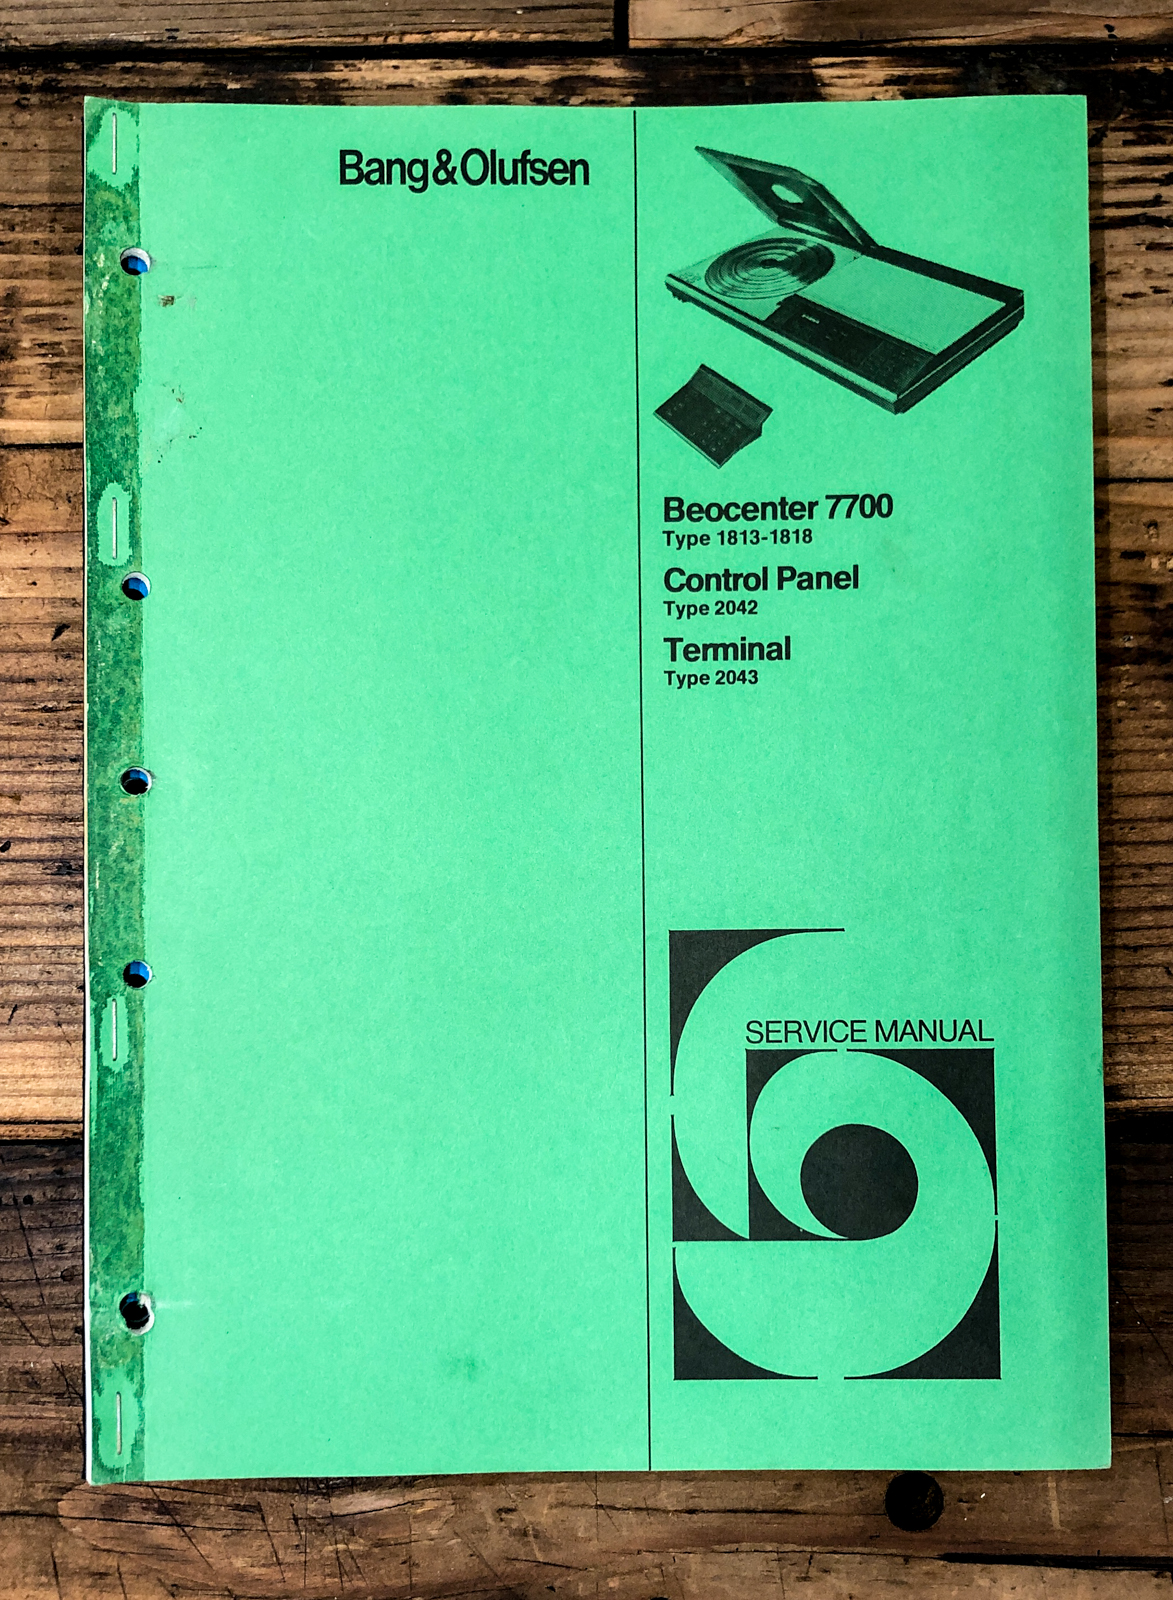 Bang&Olufsen
Beocenter 7700
Type 1813-1818
Control Panel
Type 2042
Terminal
Type 2043
SERVICE MANUAL